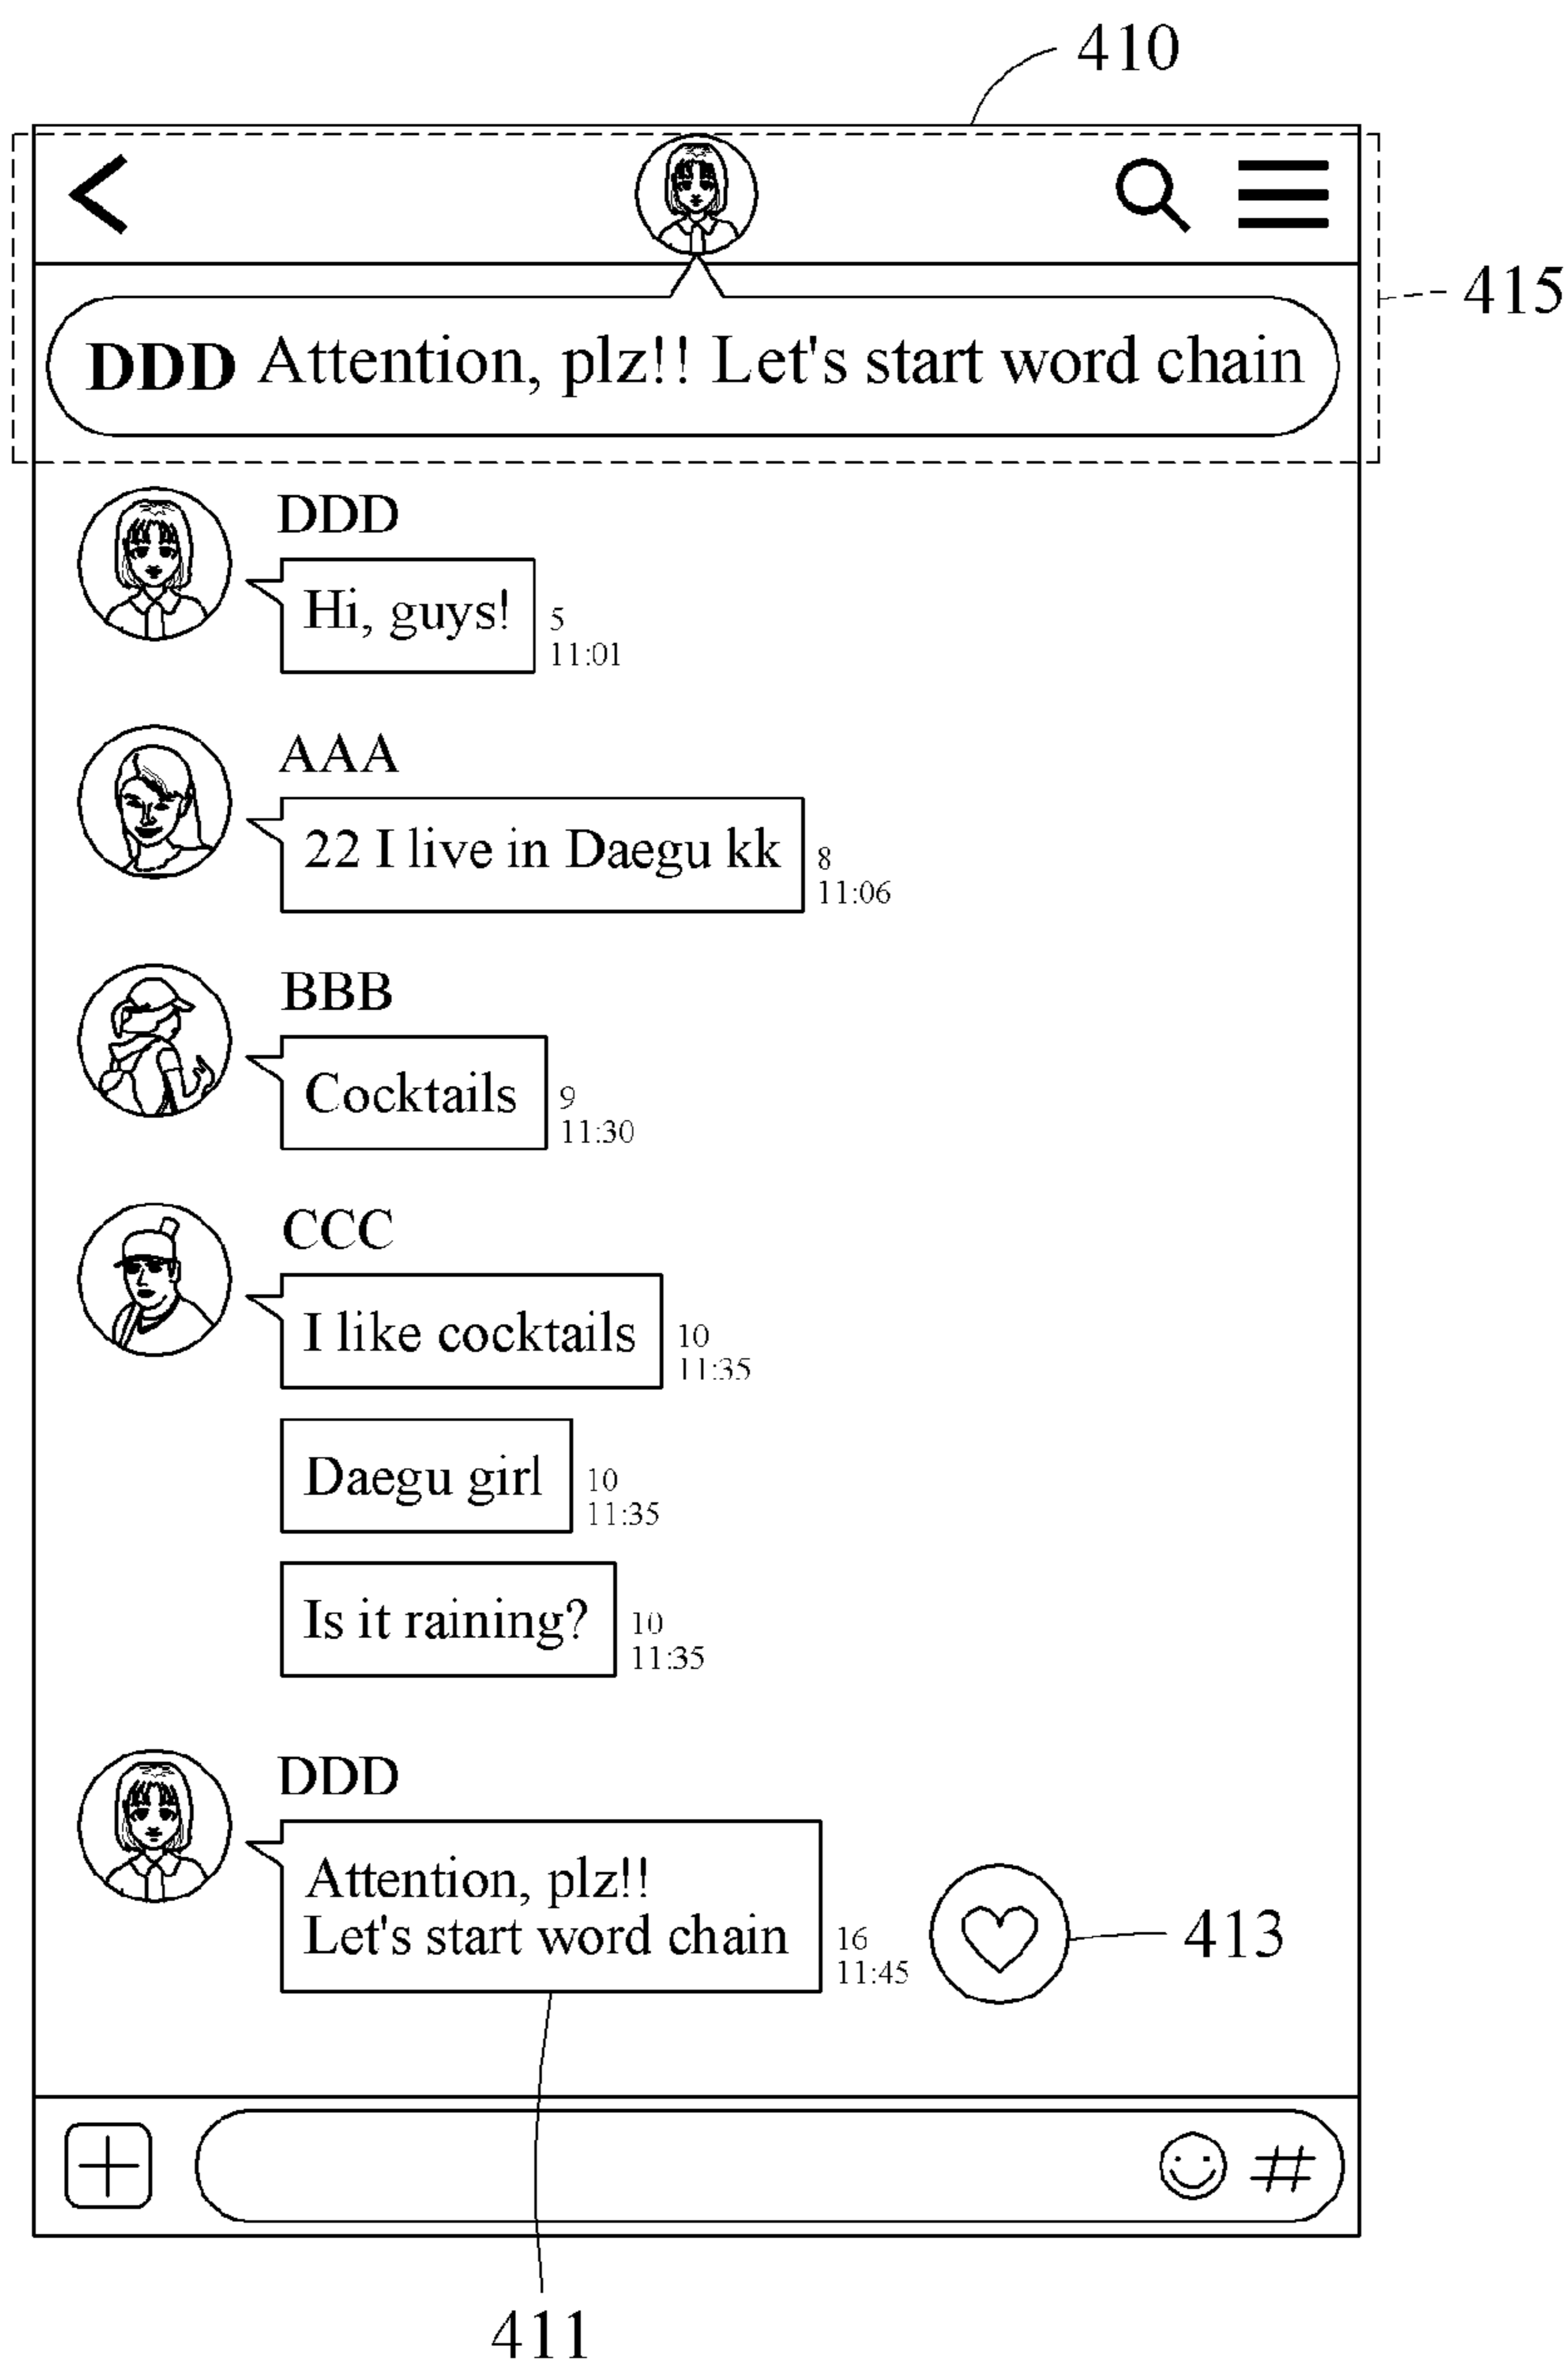 410
415
DDD Attention, plz!! Let's start word chain
DDD
Hi, guys!
5
11:01
AAA
22 I live in Daegu kk
8
11:06
BBB
Cocktails
9
11:30
CCC
I like cocktails
10
11:35
Daegu girl
10
11:35
Is it raining?
10
11:35
DDD
Attention, plz!!
Let's start word chain
16
11:45
413
#
411